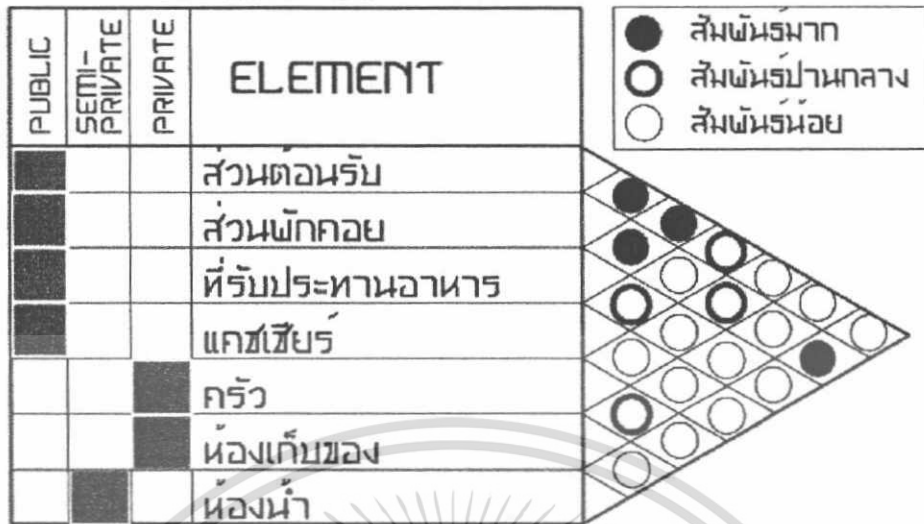 PUBLIC
SEMI-
PRIVATE
PRIVATE
ELEMENT
ส่วนต้อนรับ
ส่วนพักคอย
ที่รับประทานอาหาร
แคชเชียร์
ครัว
ห้องเก็บของ
ห้องน้ำ
สัมพันธ์มาก
สัมพันธ์ปานกลาง
สัมพันธ์น้อย